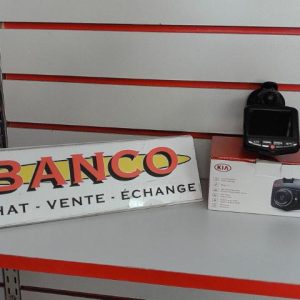 BANCO
HAT - VENTE - ÉCHANGE
KIA